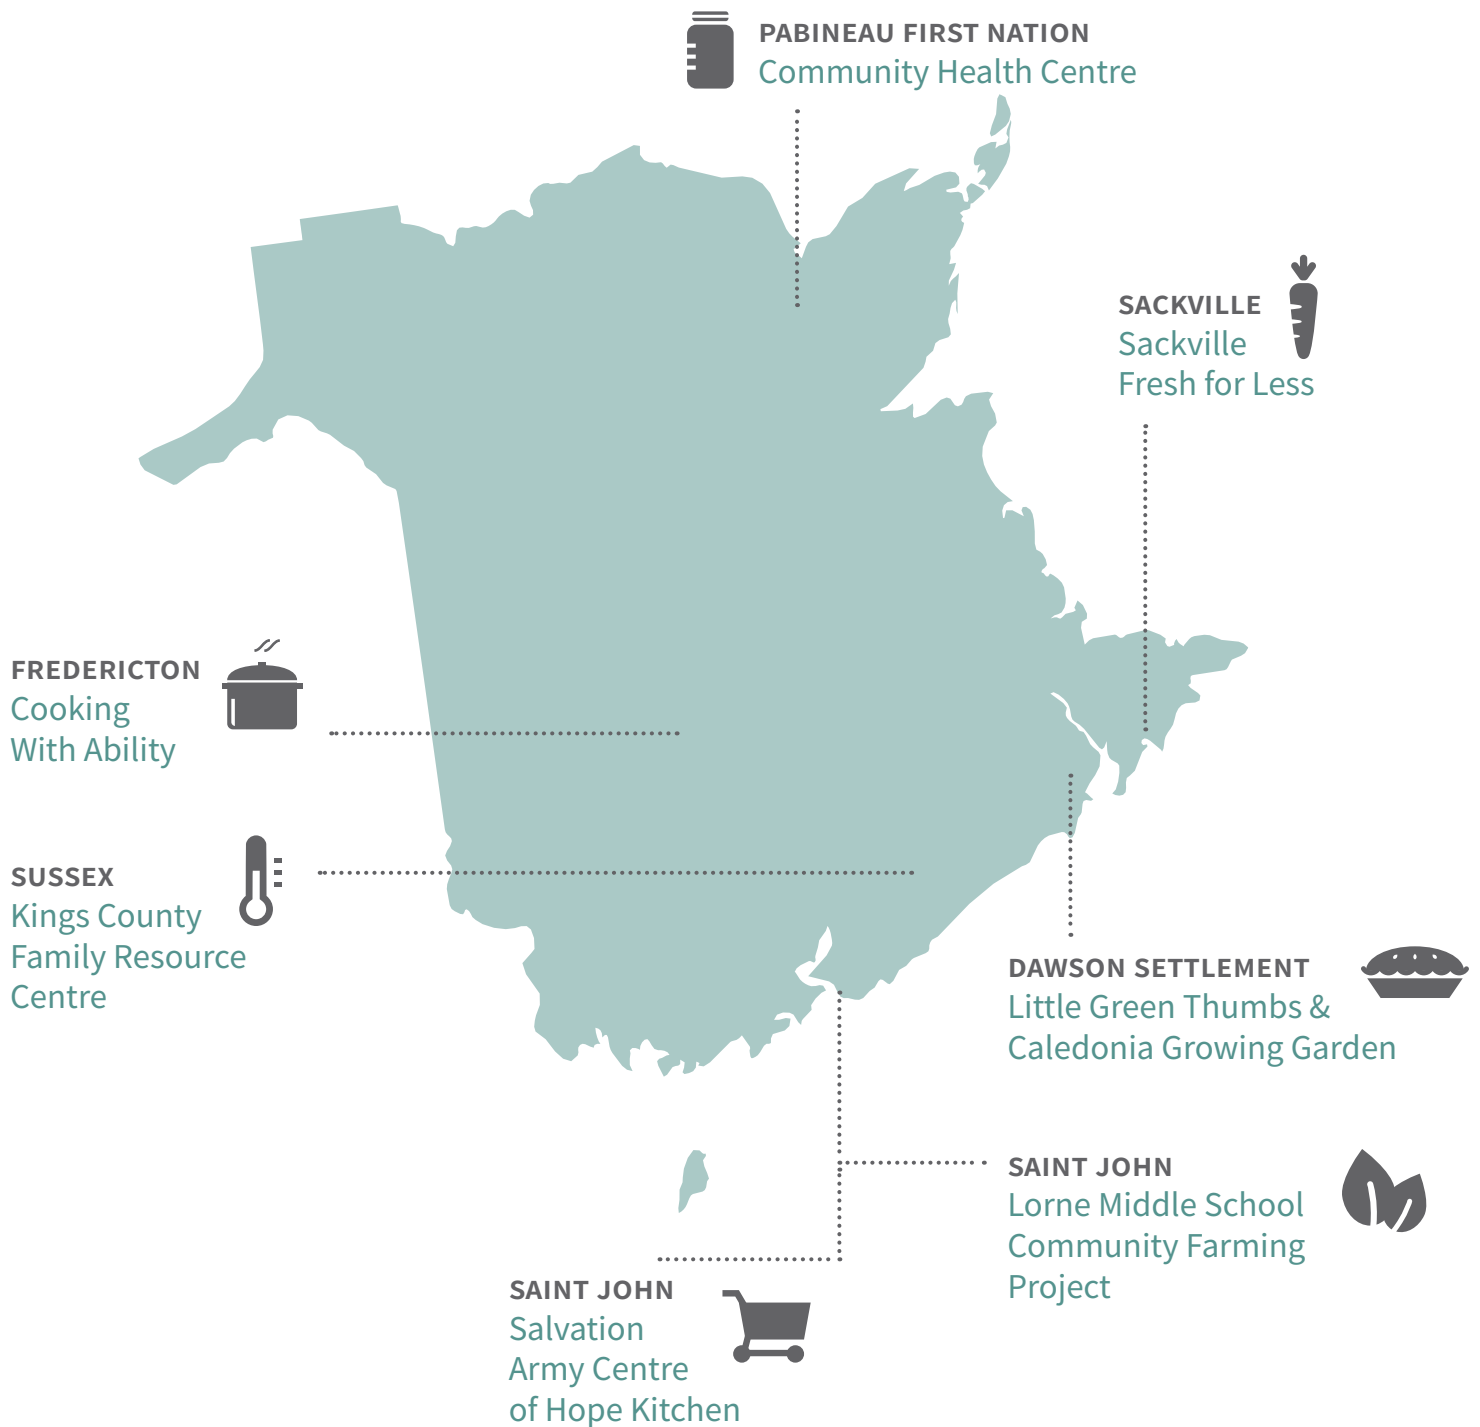 PABINEAU FIRST NATION
Community Health Centre
SACKVILLE
Sackville
Fresh for Less
FREDERICTON
Cooking
With Ability
SUSSEX
Kings County
Family Resource
Centre
DAWSON SETTLEMENT
Little Green Thumbs &
Caledonia Growing Garden
SAINT JOHN
Lorne Middle School
Community Farming
Project
SAINT JOHN
Salvation
Army Centre
of Hope Kitchen